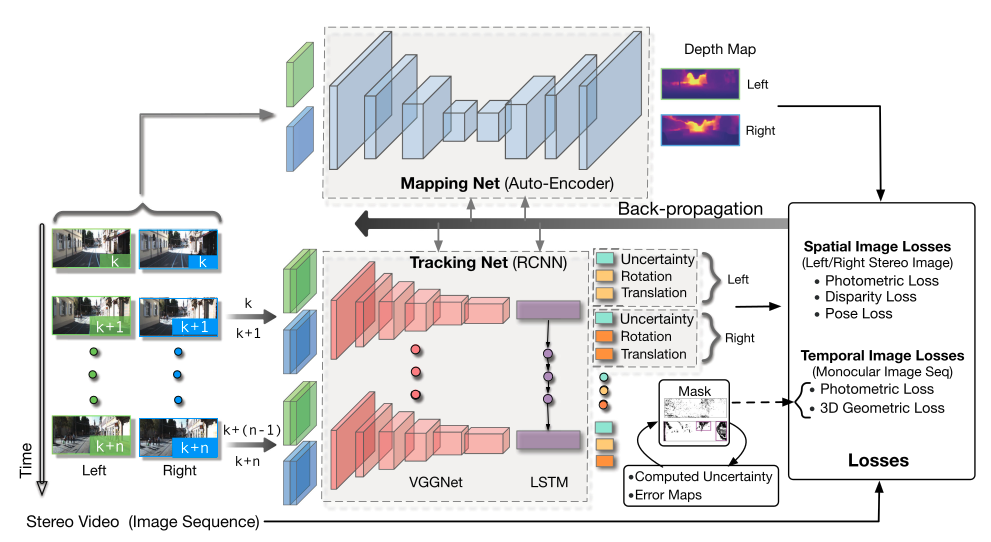 Depth Map
Left
Right
Mapping Net (Auto-Encoder)
Back-propagation
k
k
k+1
k+1
k+n
k+n
Left
Right
Time
Stereo Video (Image Sequence)
k
k+1
k+(n-1)
k+n
Tracking Net (RCNN)
VGGNet
LSTM
Uncertainty
Rotation
Translation
Left
Uncertainty
Rotation
Translation
Right
Mask
•Computed Uncertainty
•Error Maps
Spatial Image Losses
(Left/Right Stereo Image)
• Photometric Loss
• Disparity Loss
• Pose Loss
Temporal Image Losses
(Monocular Image Seq)
• Photometric Loss
• 3D Geometric Loss
Losses